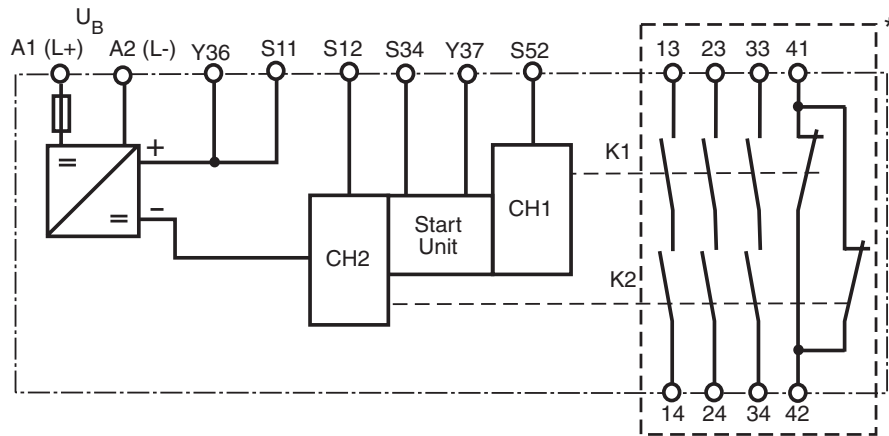 U_B
A1 (L+) A2 (L-) Y36 S11 S12 S34 Y37 S52 13 23 33 41 *
=
+
K1
CH1
=
−
CH2
Start
Unit
K2
14 24 34 42